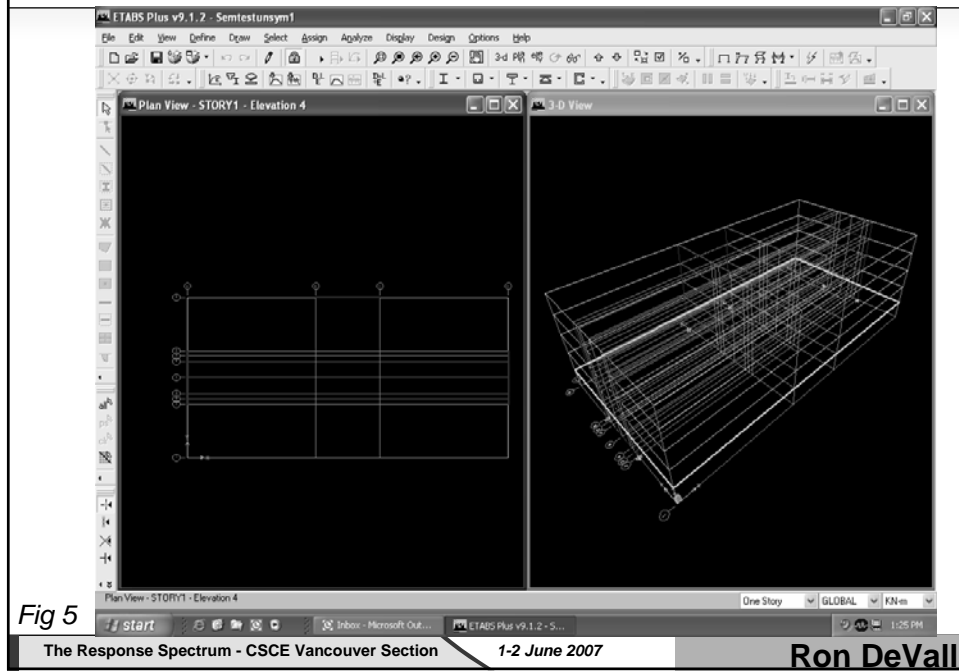 ETABS Plus v9.1.2 - Semtestunsym1
File Edit View Define Draw Select Assign Analyze Display Design Options Help
Plan View - STORY1 - Elevation 4
3-D View
Plan View - STORY1 - Elevation 4
One Story GLOBAL KN-m
Fig 5
start Inbox - Microsoft Out... ETABS Plus v9.1.2 - S... 1:25 PM
The Response Spectrum - CSCE Vancouver Section 1-2 June 2007 Ron DeVall